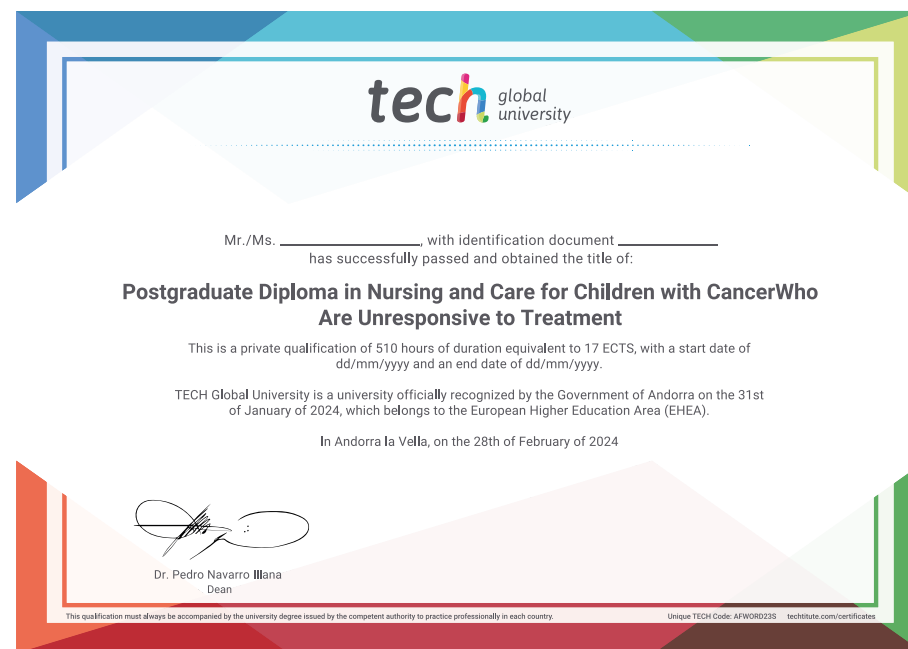 tech global university
Mr./Ms. ____________, with identification document ____________
has successfully passed and obtained the title of:
Postgraduate Diploma in Nursing and Care for Children with CancerWho
Are Unresponsive to Treatment
This is a private qualification of 510 hours of duration equivalent to 17 ECTS, with a start date of
dd/mm/yyyy and an end date of dd/mm/yyyy.
TECH Global University is a university officially recognized by the Government of Andorra on the 31st
of January of 2024, which belongs to the European Higher Education Area (EHEA).
In Andorra la Vella, on the 28th of February of 2024
Dr. Pedro Navarro Illana
Dean
This qualification must always be accompanied by the university degree issued by the competent authority to practice professionally in each country.
Unique TECH Code: AFWORD23S techtitute.com/certificates